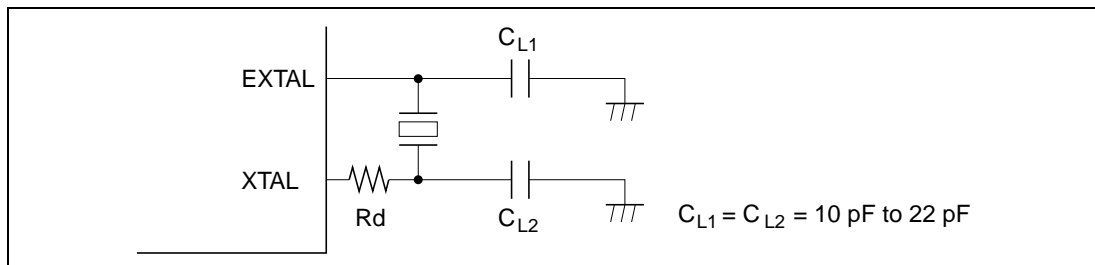 C_L1
EXTAL
XTAL
Rd
C_L2
C_L1 = C_L2 = 10 pF to 22 pF